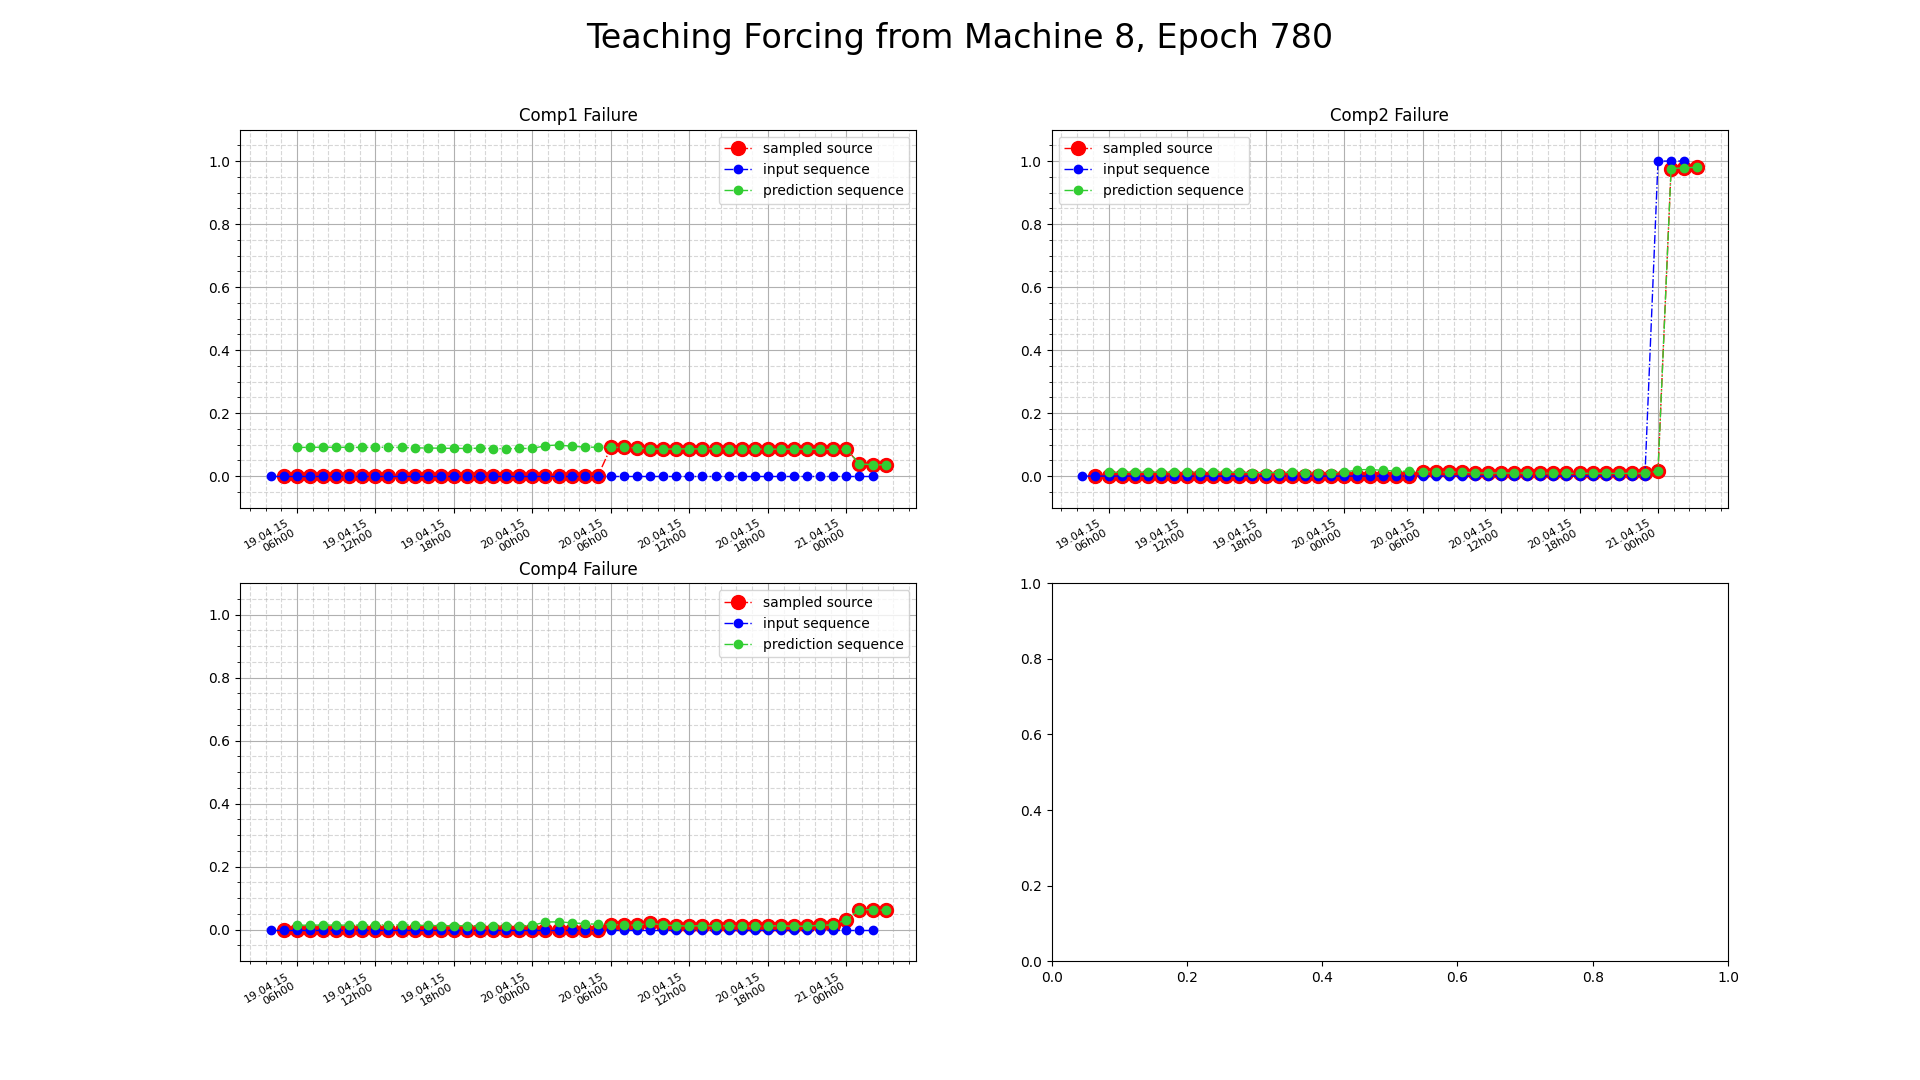 Teaching Forcing from Machine 8, Epoch 780
Comp1 Failure
1.0
0.8
0.6
0.4
0.2
0.0
sampled source
input sequence
prediction sequence
19.04.15
06h00
19.04.15
12h00
19.04.15
18h00
20.04.15
00h00
20.04.15
06h00
20.04.15
12h00
20.04.15
18h00
21.04.15
00h00
Comp2 Failure
1.0
0.8
0.6
0.4
0.2
0.0
sampled source
input sequence
prediction sequence
19.04.15
06h00
19.04.15
12h00
19.04.15
18h00
20.04.15
00h00
20.04.15
06h00
20.04.15
12h00
20.04.15
18h00
21.04.15
00h00
Comp4 Failure
1.0
0.8
0.6
0.4
0.2
0.0
sampled source
input sequence
prediction sequence
19.04.15
06h00
19.04.15
12h00
19.04.15
18h00
20.04.15
00h00
20.04.15
06h00
20.04.15
12h00
20.04.15
18h00
21.04.15
00h00
1.0
0.8
0.6
0.4
0.2
0.0
0.0 0.2 0.4 0.6 0.8 1.0